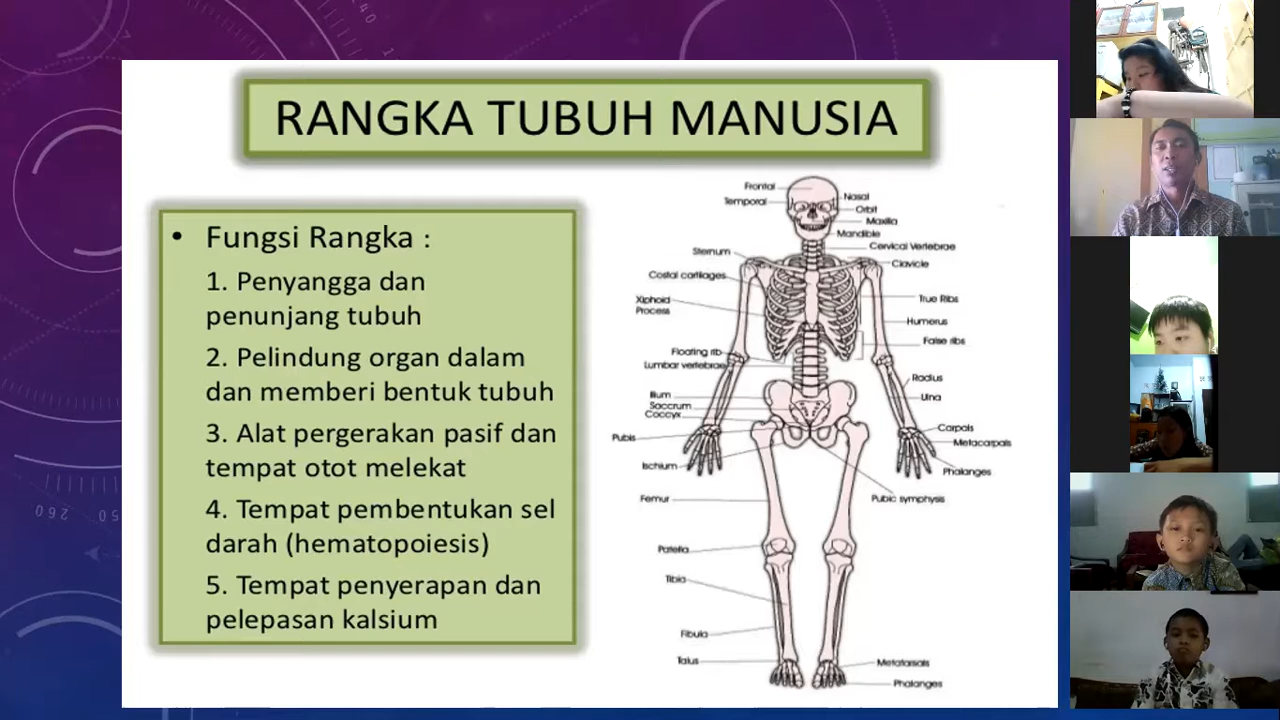 RANGKA TUBUH MANUSIA
• Fungsi Rangka :
1. Penyangga dan
penunjang tubuh
2. Pelindung organ dalam
dan memberi bentuk tubuh
3. Alat pergerakan pasif dan
tempat otot melekat
4. Tempat pembentukan sel
darah (hematopoiesis)
5. Tempat penyerapan dan
pelepasan kalsium
Frontal
Temporal
Sternum
Costal cartilages
Xiphoid
Process
Floating rib
Lumbar vertebrae
Ilium
Saccrum
Coccyx
Pubis
Ischium
Femur
Patella
Tibia
Fibula
Talus
Nasal
Orbit
Maxilla
Mandible
Cervical Vertebrae
Clavicle
True Ribs
Humerus
False ribs
Radius
Ulna
Carpals
Metacarpals
Phalanges
Pubic symphysis
Metatarsals
Phalanges
260